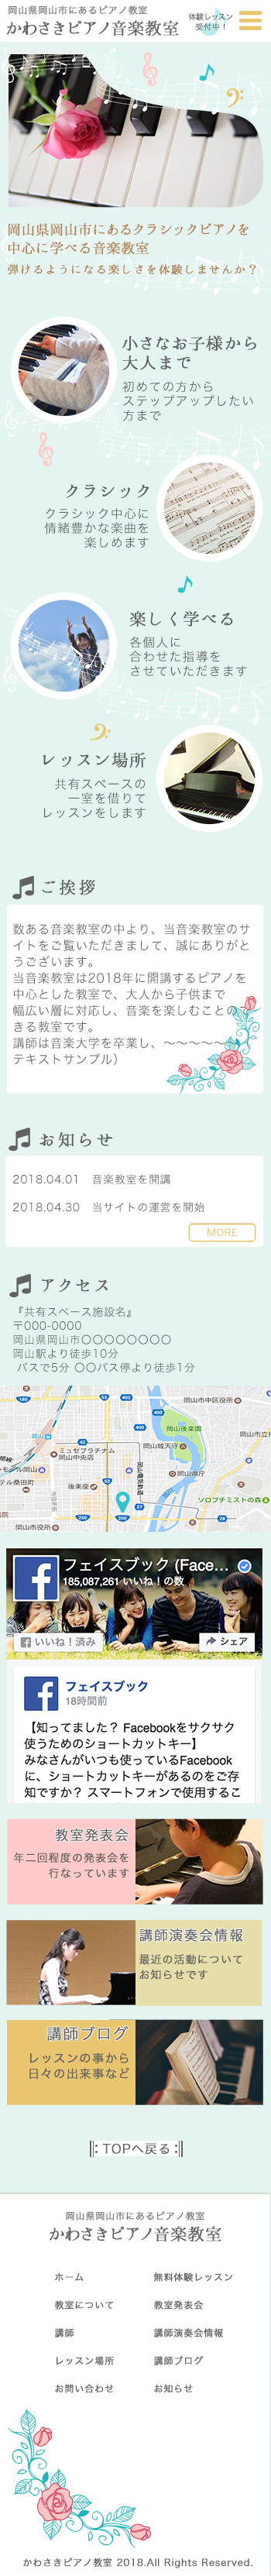 岡山県岡山市にあるピアノ教室
かわさきピアノ音楽教室
体験レッスン
受付中！
岡山県岡山市にあるクラシックピアノを
中心に学べる音楽教室
弾けるようになる楽しさを体験しませんか？
小さなお子様から
大人まで
初めての方から
ステップアップしたい
方まで
クラシック
クラシック中心に
情緒豊かな楽曲を
楽しめます
楽しく学べる
各個人に
合わせた指導を
させていただきます
レッスン場所
共有スペースの
一室を借りて
レッスンをします
ご挨拶
数ある音楽教室の中より、当音楽教室のサ
イトをご覧いただきまして、誠にありがと
うございます。
当音楽教室は2018年に開講するピアノを
中心とした教室で、大人から子供まで
幅広い層に対応し、音楽を楽しむことので
きる教室です。
講師は音楽大学を卒業し、〜〜〜〜〜〜（
テキストサンプル）
お知らせ
2018.04.01　音楽教室を開講
2018.04.30　当サイトの運営を開始
MORE
アクセス
『共有スペース施設名』
〒000-0000
岡山県岡山市〇〇〇〇〇〇〇〇
岡山駅より徒歩10分
バスで5分 〇〇バス停より徒歩1分
岡山市中区役所
岡山後楽園
岡山城天守
岡山県庁
後楽座
ソロプチミストの森
岡山市役所
フェイスブック (Face...
185,087,261 いいね！の数
いいね！済み
シェア
フェイスブック
18時間前
【知ってました？ Facebookをサクサク
使うためのショートカットキー】
みなさんがいつも使っているFacebook
に、ショートカットキーがあるのをご存
知ですか？ スマートフォンで使用するこ
教室発表会
年二回程度の発表会を
行なっています
講師演奏会情報
最近の活動について
お知らせです
講師ブログ
レッスンの事から
日々の出来事など
TOPへ戻る
岡山県岡山市にあるピアノ教室
かわさきピアノ音楽教室
ホーム　無料体験レッスン
教室について　教室発表会
講師　講師演奏会情報
レッスン場所　講師ブログ
お問い合わせ　お知らせ
かわさきピアノ教室 2018.All Rights Reserved.